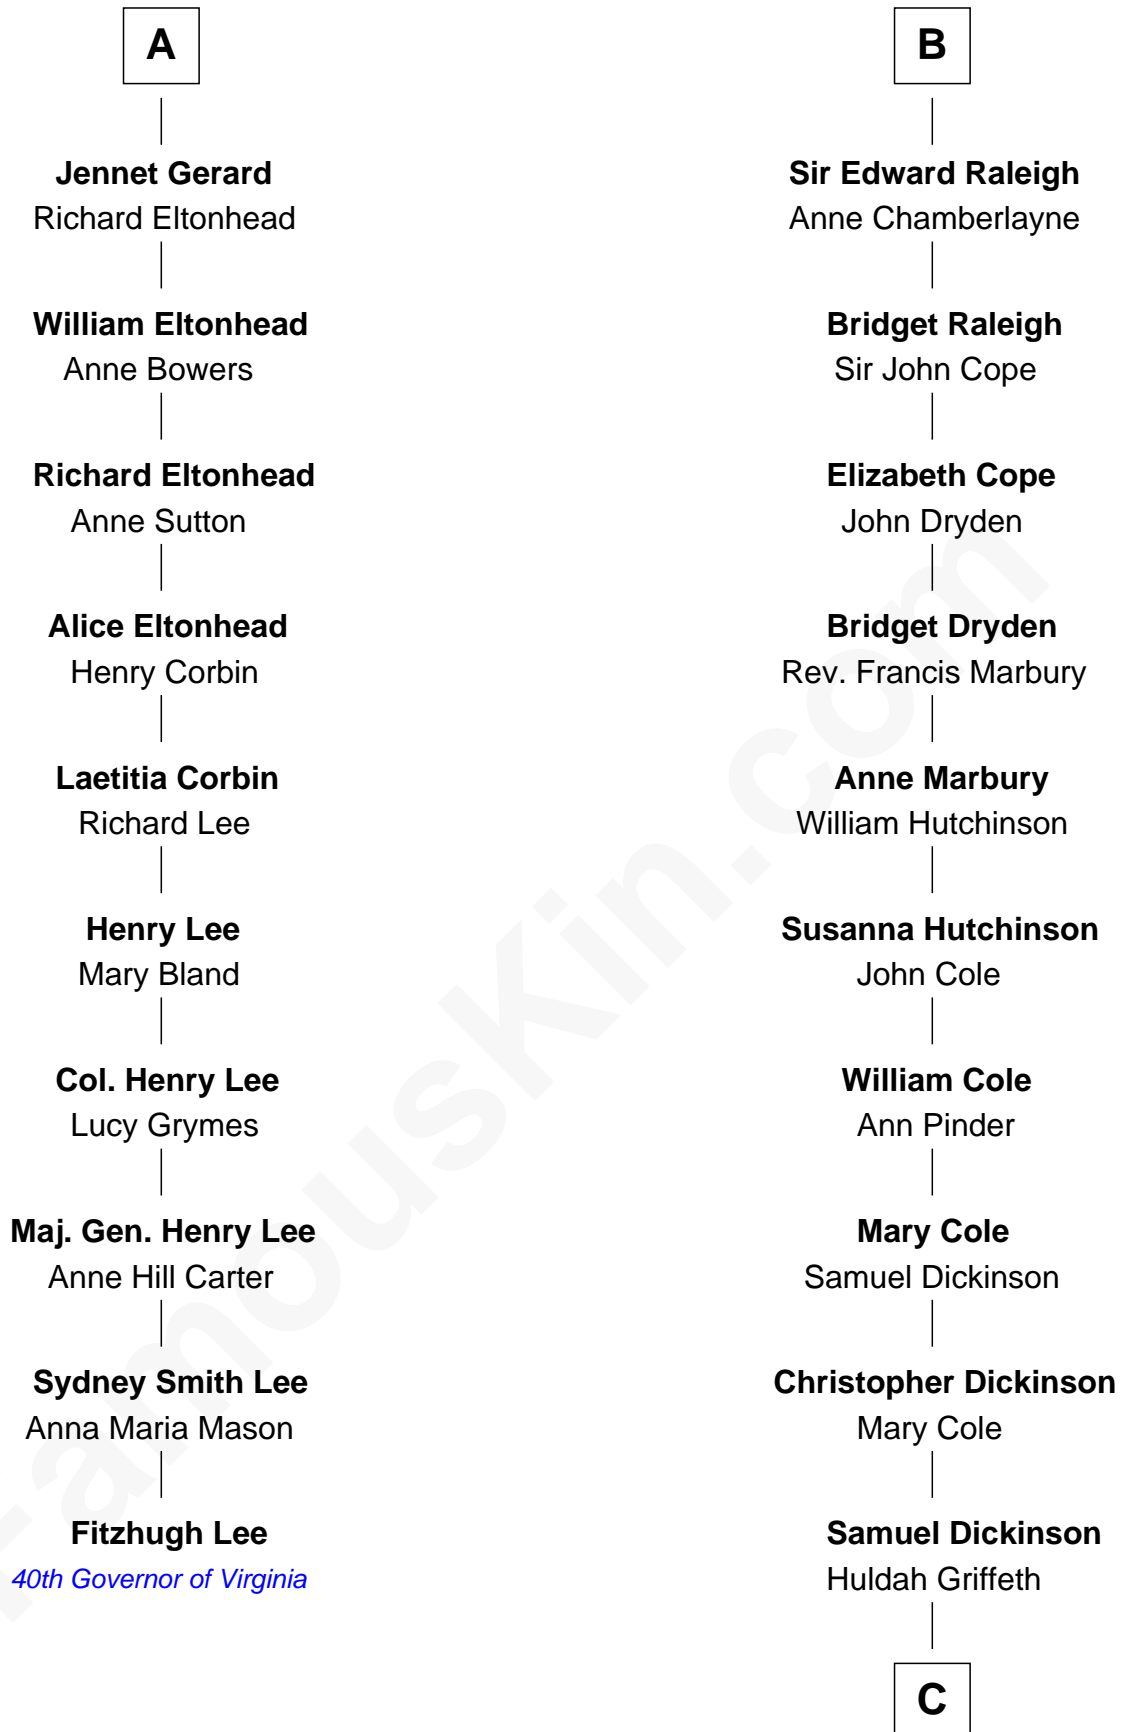 A
Jennet Gerard
Richard Eltonhead
William Eltonhead
Anne Bowers
Richard Eltonhead
Anne Sutton
Alice Eltonhead
Henry Corbin
Laetitia Corbin
Richard Lee
Henry Lee
Mary Bland
Col. Henry Lee
Lucy Grymes
Maj. Gen. Henry Lee
Anne Hill Carter
Sydney Smith Lee
Anna Maria Mason
Fitzhugh Lee
40th Governor of Virginia
B
Sir Edward Raleigh
Anne Chamberlayne
Bridget Raleigh
Sir John Cope
Elizabeth Cope
John Dryden
Bridget Dryden
Rev. Francis Marbury
Anne Marbury
William Hutchinson
Susanna Hutchinson
John Cole
William Cole
Ann Pinder
Mary Cole
Samuel Dickinson
Christopher Dickinson
Mary Cole
Samuel Dickinson
Huldah Griffeth
C
FamousKin.com